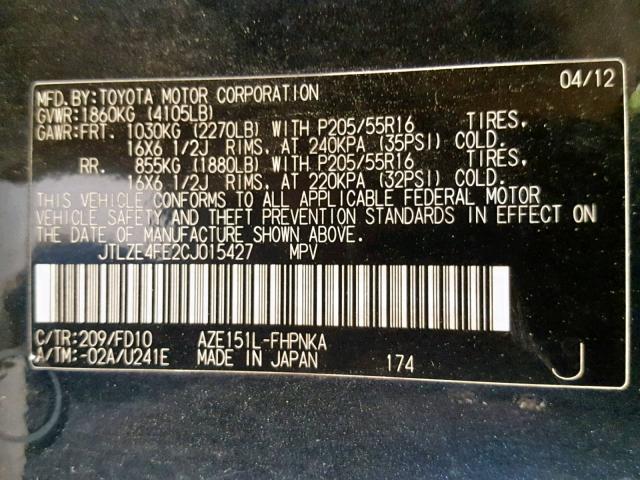 MFD.BY:TOYOTA MOTOR CORPORATION 04/12
GVWR:1860KG (4105LB)
GAWR:FRT. 1030KG (2270LB) WITH P205/55R16 TIRES,
16X6 1/2J RIMS, AT 240KPA (35PSI) COLD.
RR. 855KG (1880LB) WITH P205/55R16 TIRES,
16X6 1/2J RIMS, AT 220KPA (32PSI) COLD.
THIS VEHICLE CONFORMS TO ALL APPLICABLE FEDERAL MOTOR
VEHICLE SAFETY AND THEFT PREVENTION STANDARDS IN EFFECT ON
THE DATE OF MANUFACTURE SHOWN ABOVE.
JTLZE4FE2CJ015427 MPV
C/TR:209/FD10 AZE151L-FHPNKA
A/TM:-02A/U241E MADE IN JAPAN 174 J